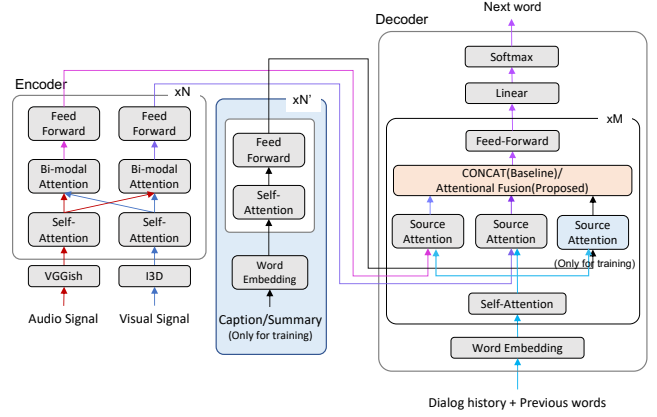 Next word
Decoder
Softmax
Linear
xM
Feed-Forward
CONCAT(Baseline)/
Attentional Fusion(Proposed)
Source
Attention
Source
Attention
Source
Attention
(Only for training)
Self-Attention
Word Embedding
Dialog history + Previous words
Encoder
xN
Feed
Forward
Feed
Forward
Bi-modal
Attention
Bi-modal
Attention
Self-
Attention
Self-
Attention
VGGish
I3D
Audio Signal
Visual Signal
xN’
Feed
Forward
Self-
Attention
Word
Embedding
Caption/Summary
(Only for training)